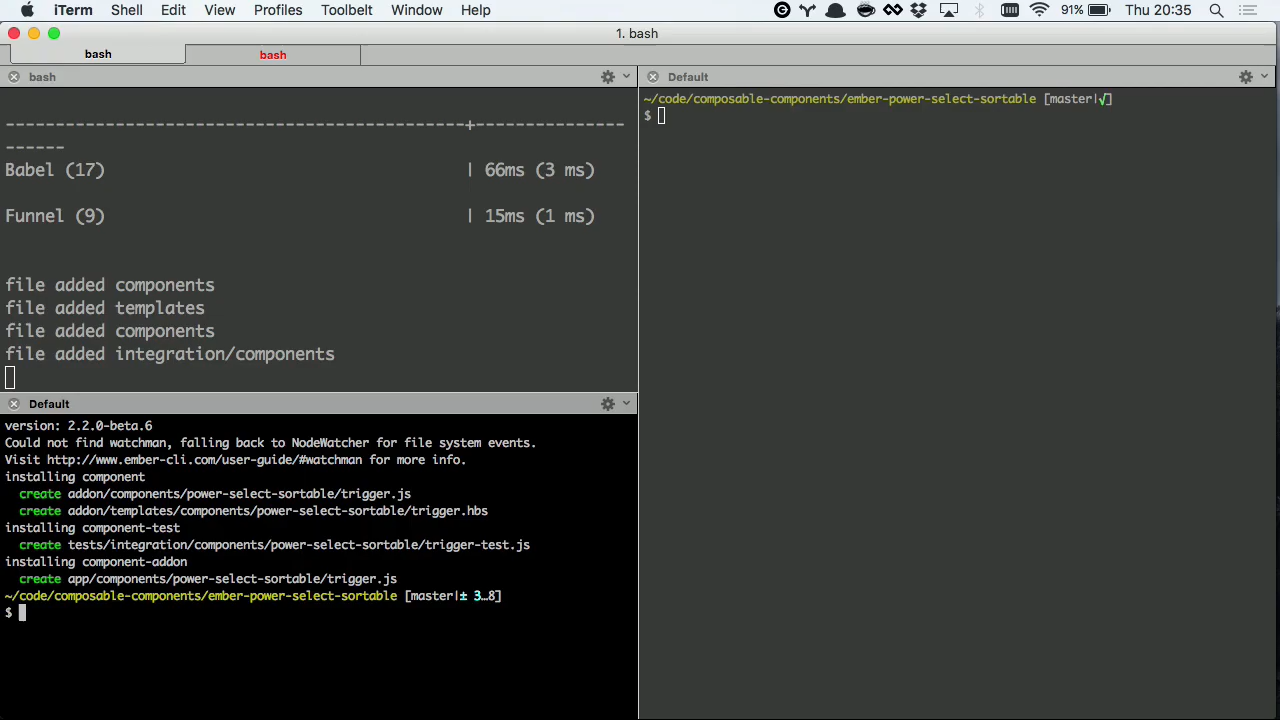 iTerm Shell Edit View Profiles Toolbelt Window Help 91% Thu 20:35
1. bash
bash bash
bash
------------------------------------------------+----------------
------
Babel (17) | 66ms (3 ms)
Funnel (9) | 15ms (1 ms)
file added components
file added templates
file added components
file added integration/components
Default
version: 2.2.0-beta.6
Could not find watchman, falling back to NodeWatcher for file system events.
Visit http://www.ember-cli.com/user-guide/#watchman for more info.
installing component
  create addon/components/power-select-sortable/trigger.js
  create addon/templates/components/power-select-sortable/trigger.hbs
installing component-test
  create tests/integration/components/power-select-sortable/trigger-test.js
installing component-addon
  create app/components/power-select-sortable/trigger.js
~/code/composable-components/ember-power-select-sortable [master|± 3…8]
$
Default
~/code/composable-components/ember-power-select-sortable [master|√]
$